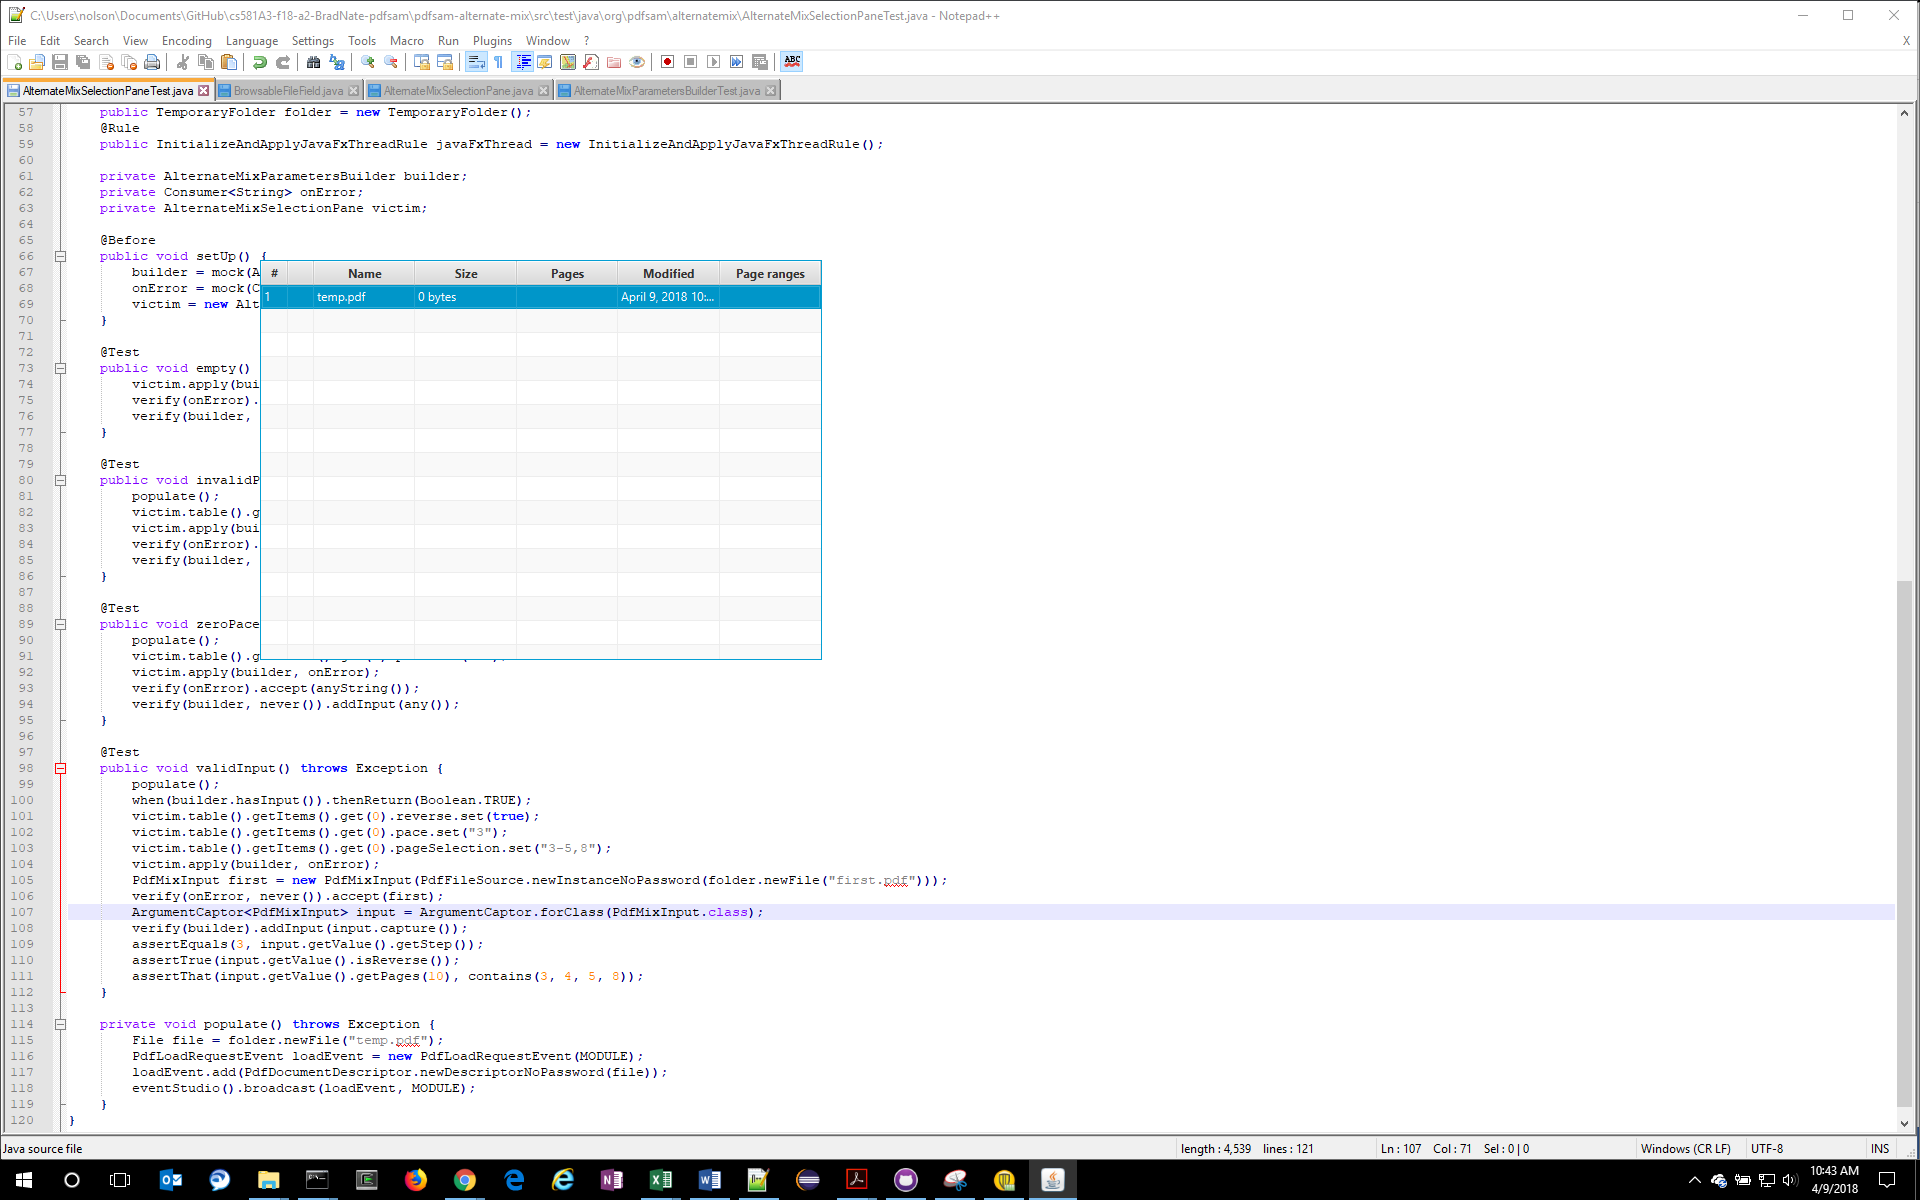 C:\Users\nolson\Documents\GitHub\cs581A3-f18-a2-BradNate-pdfsam\pdfsam-alternate-mix\src\test\java\org\pdfsam\alternatemix\AlternateMixSelectionPaneTest.java - Notepad++
File Edit Search View Encoding Language Settings Tools Macro Run Plugins Window ? X
ABC
AlternateMixSelectionPaneTest.java BrowsableFileField.java AlternateMixSelectionPane.java AlternateMixParametersBuilderTest.java
57 public TemporaryFolder folder = new TemporaryFolder();
58 @Rule
59 public InitializeAndApplyJavaFxThreadRule javaFxThread = new InitializeAndApplyJavaFxThreadRule();
60
61 private AlternateMixParametersBuilder builder;
62 private Consumer<String> onError;
63 private AlternateMixSelectionPane victim;
64
65 @Before
66 public void setUp() {
67 builder = mock(A
68 onError = mock(C
69 victim = new Alt
70 }
71
72 @Test
73 public void empty()
74 victim.apply(bui
75 verify(onError).
76 verify(builder,
77 }
78
79 @Test
80 public void invalidP
81 populate();
82 victim.table().g
83 victim.apply(bui
84 verify(onError).
85 verify(builder,
86 }
87
88 @Test
89 public void zeroPace
90 populate();
91 victim.table().g
92 victim.apply(builder, onError);
93 verify(onError).accept(anyString());
94 verify(builder, never()).addInput(any());
95 }
96
97 @Test
98 public void validInput() throws Exception {
99 populate();
100 when(builder.hasInput()).thenReturn(Boolean.TRUE);
101 victim.table().getItems().get(0).reverse.set(true);
102 victim.table().getItems().get(0).pace.set("3");
103 victim.table().getItems().get(0).pageSelection.set("3-5,8");
104 victim.apply(builder, onError);
105 PdfMixInput first = new PdfMixInput(PdfFileSource.newInstanceNoPassword(folder.newFile("first.pdf")));
106 verify(onError, never()).accept(first);
107 ArgumentCaptor<PdfMixInput> input = ArgumentCaptor.forClass(PdfMixInput.class);
108 verify(builder).addInput(input.capture());
109 assertEquals(3, input.getValue().getStep());
110 assertTrue(input.getValue().isReverse());
111 assertThat(input.getValue().getPages(10), contains(3, 4, 5, 8));
112 }
113
114 private void populate() throws Exception {
115 File file = folder.newFile("temp.pdf");
116 PdfLoadRequestEvent loadEvent = new PdfLoadRequestEvent(MODULE);
117 loadEvent.add(PdfDocumentDescriptor.newDescriptorNoPassword(file));
118 eventStudio().broadcast(loadEvent, MODULE);
119 }
120 }
# Name Size Pages Modified Page ranges
1 temp.pdf 0 bytes April 9, 2018 10:...
Java source file length : 4,539 lines : 121 Ln : 107 Col : 71 Sel : 0 | 0 Windows (CR LF) UTF-8 INS
10:43 AM
4/9/2018